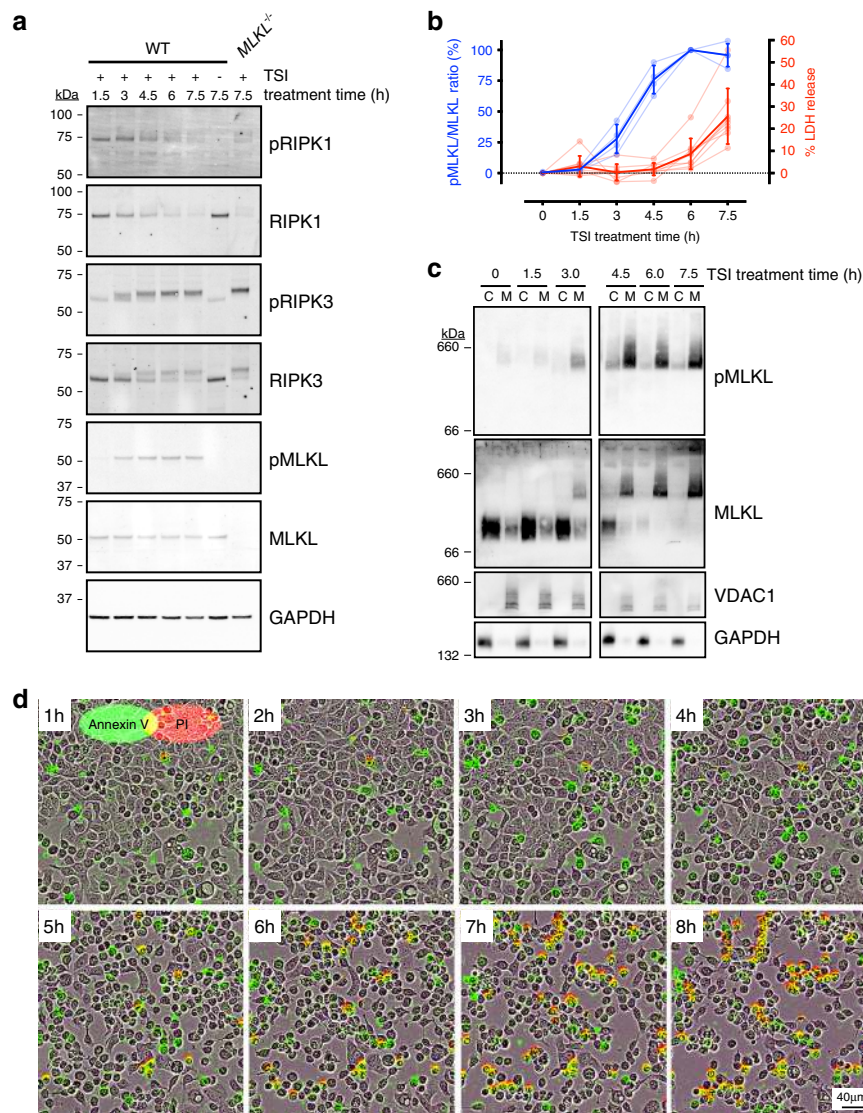 a
WT
MLKL-/-
+ + + + + - + TSI
kDa 1.5 3 4.5 6 7.5 7.5 7.5 treatment time (h)
100
75
50
pRIPK1
100
75
50
RIPK1
75
50
pRIPK3
75
50
RIPK3
75
50
37
pMLKL
75
50
37
MLKL
37
GAPDH
b
pMLKL/MLKL ratio (%)
100
75
50
25
0
60
50
40
30
20
10
0
% LDH release
0 1.5 3 4.5 6 7.5
TSI treatment time (h)
c
0 1.5 3.0 4.5 6.0 7.5 TSI treatment time (h)
C M C M C M C M C M C M
kDa
660
66
pMLKL
660
66
MLKL
660
VDAC1
132
GAPDH
d
1h Annexin V PI
2h
3h
4h
5h
6h
7h
8h
40µm